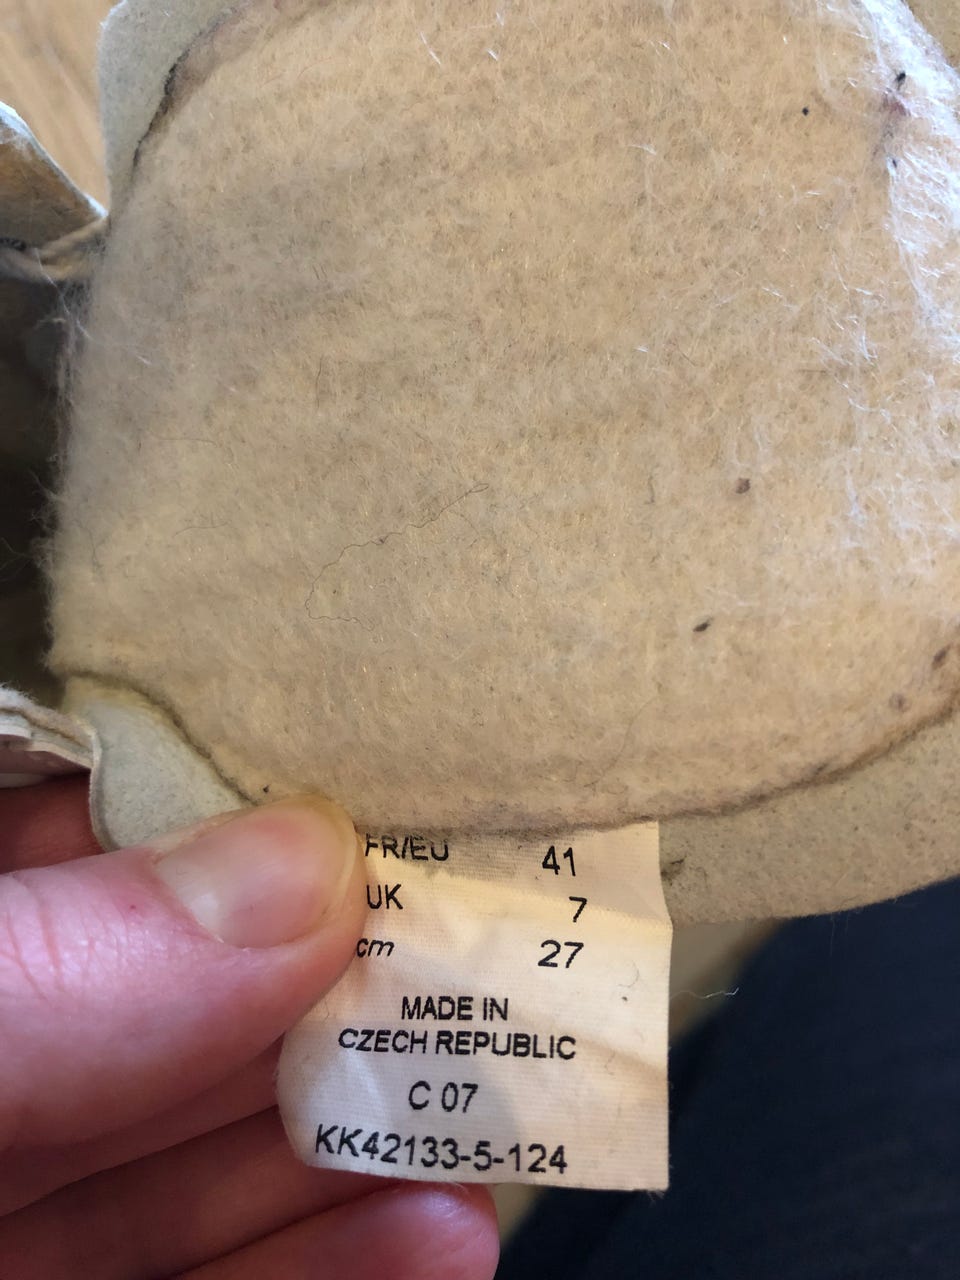 FR/EU 41
UK 7
cm 27
MADE IN
CZECH REPUBLIC
C 07
KK42133-5-124